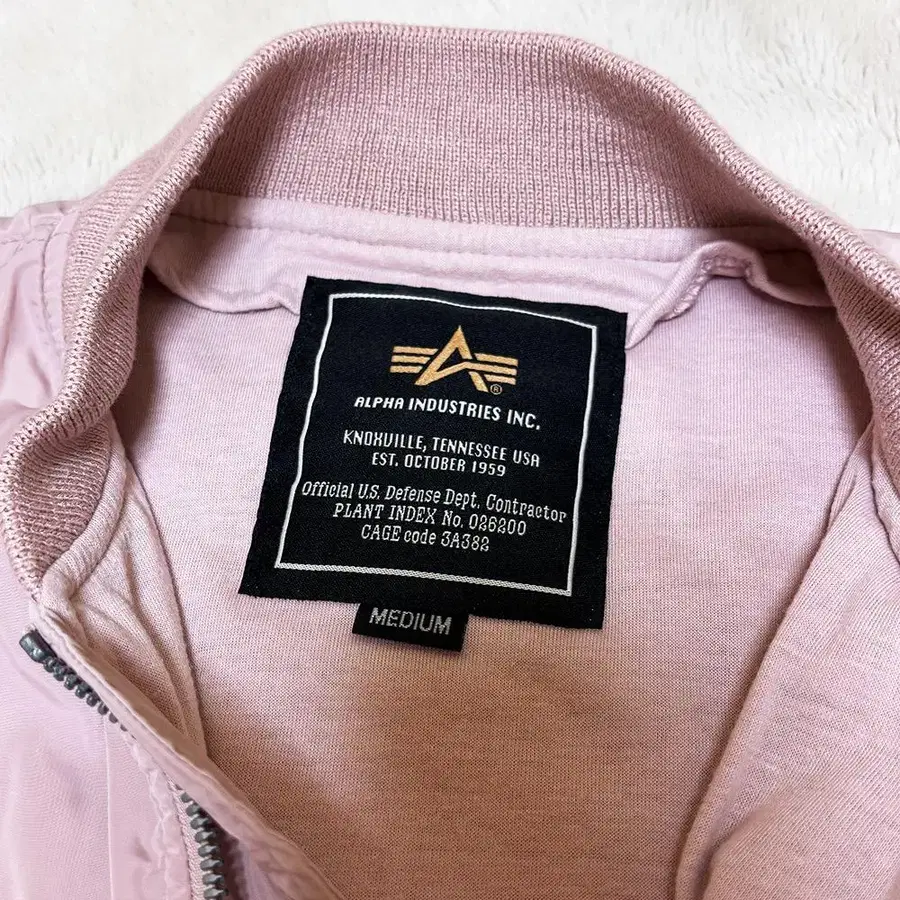 ALPHA INDUSTRIES INC.
KNOXVILLE, TENNESSEE USA
EST. OCTOBER 1959
Official U.S. Defense Dept. Contractor
PLANT INDEX No. 026200
CAGE code 3A382
MEDIUM